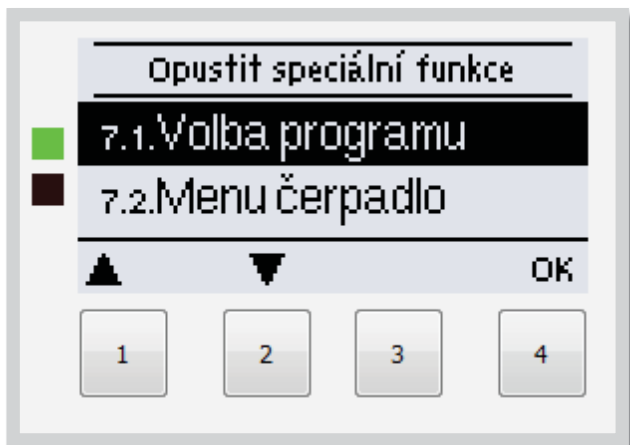 Opustit speciální funkce
7.1.Volba programu
7.2.Menu čerpadlo
OK
1 2 3 4